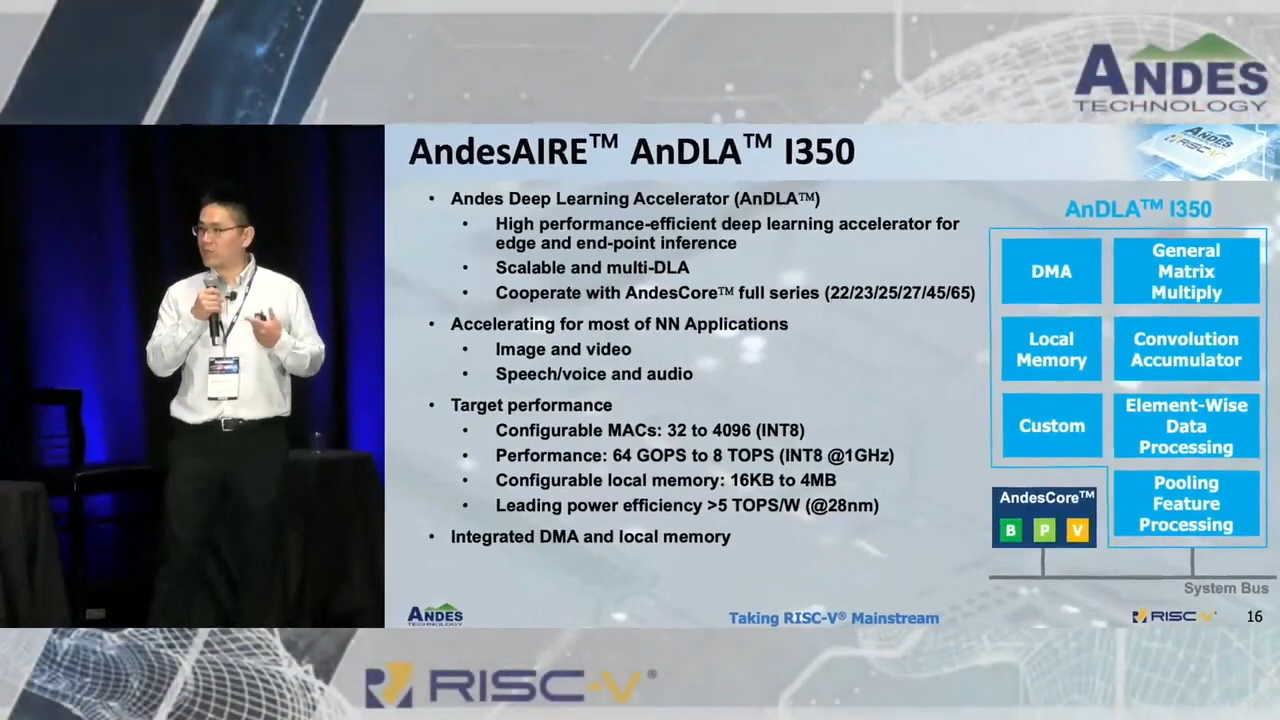 ANDES
TECHNOLOGY
AndesAIRE™ AnDLA™ I350
ANDES
RISC-V
• Andes Deep Learning Accelerator (AnDLA™)
• High performance-efficient deep learning accelerator for
edge and end-point inference
• Scalable and multi-DLA
• Cooperate with AndesCore™ full series (22/23/25/27/45/65)
• Accelerating for most of NN Applications
• Image and video
• Speech/voice and audio
• Target performance
• Configurable MACs: 32 to 4096 (INT8)
• Performance: 64 GOPS to 8 TOPS (INT8 @1GHz)
• Configurable local memory: 16KB to 4MB
• Leading power efficiency >5 TOPS/W (@28nm)
• Integrated DMA and local memory
AnDLA™ I350
DMA
General
Matrix
Multiply
Local
Memory
Convolution
Accumulator
Custom
Element-Wise
Data
Processing
Pooling
Feature
Processing
AndesCore™
B P V
System Bus
ANDES
TECHNOLOGY
Taking RISC-V® Mainstream
RISC-V®
16
RISC-V®